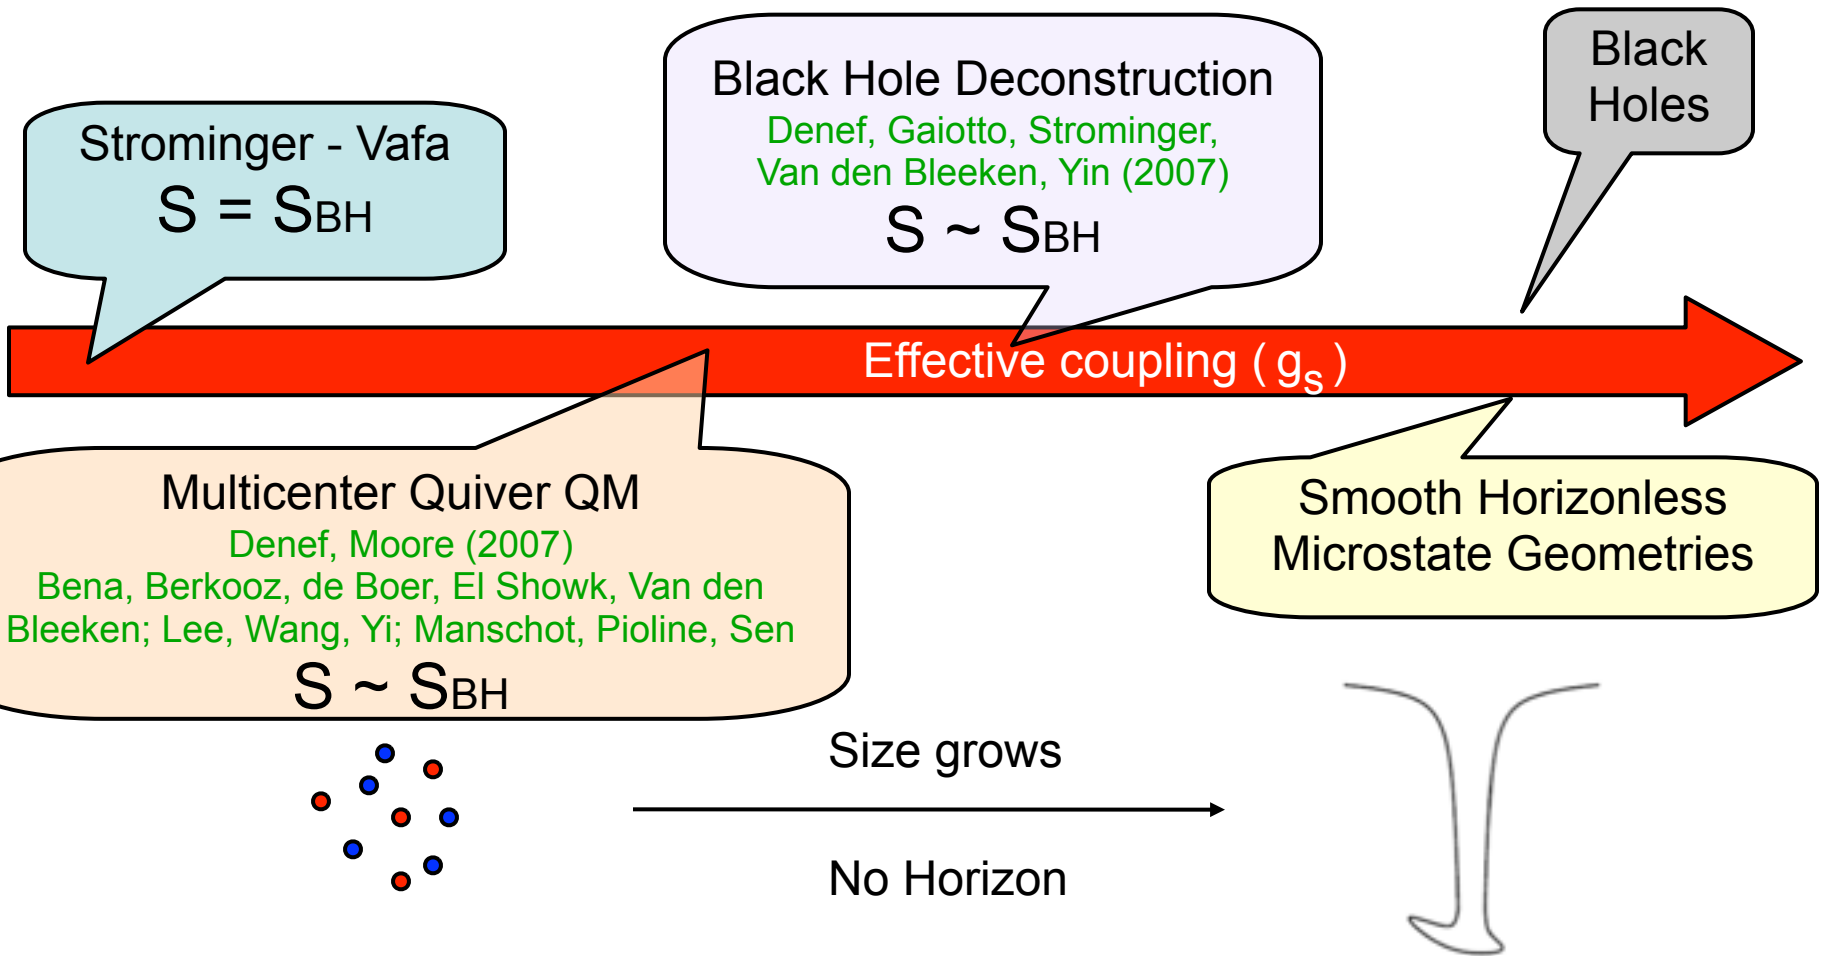 Strominger - Vafa
S = SBH
Black Hole Deconstruction
Denef, Gaiotto, Strominger,
Van den Bleeken, Yin (2007)
S ~ SBH
Black
Holes
Effective coupling ( gs )
Multicenter Quiver QM
Denef, Moore (2007)
Bena, Berkooz, de Boer, El Showk, Van den
Bleeken; Lee, Wang, Yi; Manschot, Pioline, Sen
S ~ SBH
Smooth Horizonless
Microstate Geometries
Size grows
No Horizon